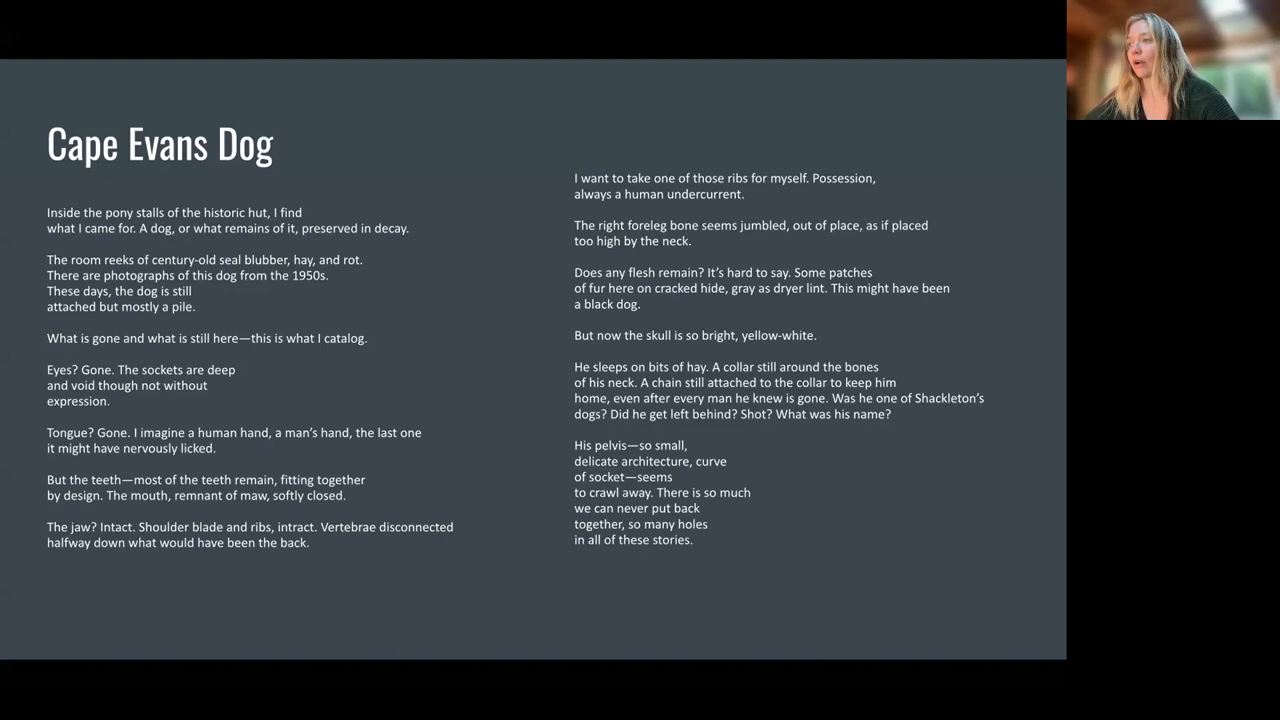 Cape Evans Dog
Inside the pony stalls of the historic hut, I find
what I came for. A dog, or what remains of it, preserved in decay.
The room reeks of century-old seal blubber, hay, and rot.
There are photographs of this dog from the 1950s.
These days, the dog is still
attached but mostly a pile.
What is gone and what is still here—this is what I catalog.
Eyes? Gone. The sockets are deep
and void though not without
expression.
Tongue? Gone. I imagine a human hand, a man’s hand, the last one
it might have nervously licked.
But the teeth—most of the teeth remain, fitting together
by design. The mouth, remnant of maw, softly closed.
The jaw? Intact. Shoulder blade and ribs, intract. Vertebrae disconnected
halfway down what would have been the back.
I want to take one of those ribs for myself. Possession,
always a human undercurrent.
The right foreleg bone seems jumbled, out of place, as if placed
too high by the neck.
Does any flesh remain? It’s hard to say. Some patches
of fur here on cracked hide, gray as dryer lint. This might have been
a black dog.
But now the skull is so bright, yellow-white.
He sleeps on bits of hay. A collar still around the bones
of his neck. A chain still attached to the collar to keep him
home, even after every man he knew is gone. Was he one of Shackleton’s
dogs? Did he get left behind? Shot? What was his name?
His pelvis—so small,
delicate architecture, curve
of socket—seems
to crawl away. There is so much
we can never put back
together, so many holes
in all of these stories.